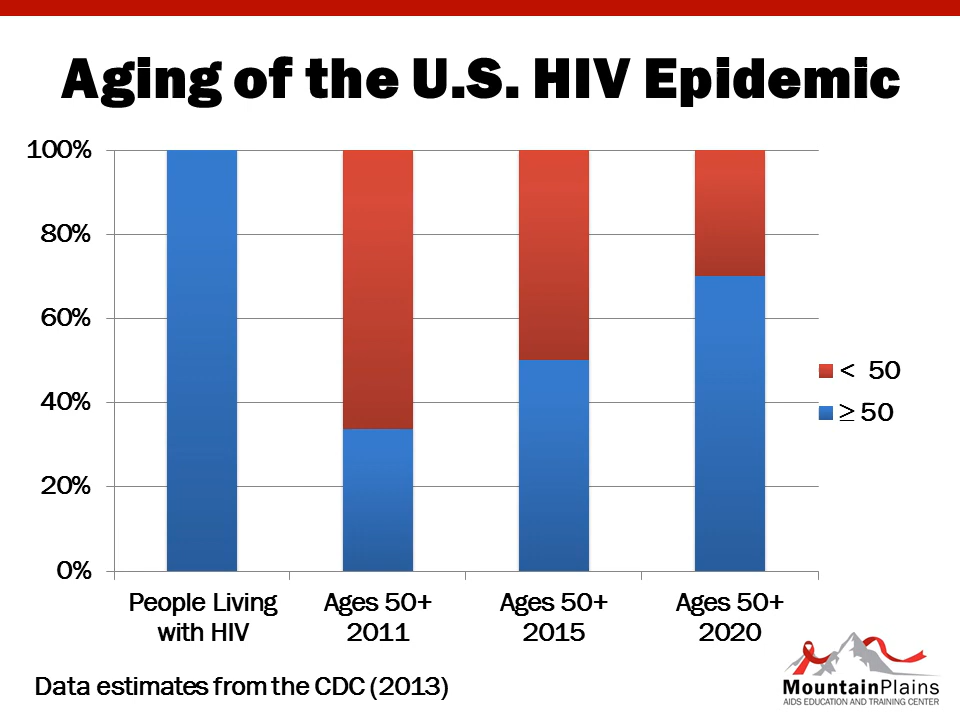 Aging of the U.S. HIV Epidemic
100%
80%
60%
40%
20%
0%
< 50
≥ 50
People Living
with HIV
Ages 50+
2011
Ages 50+
2015
Ages 50+
2020
Data estimates from the CDC (2013)
MountainPlains
AIDS EDUCATION AND TRAINING CENTER